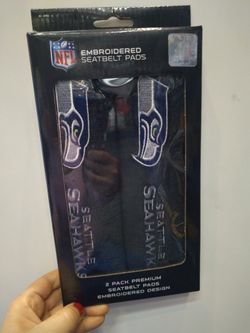 NFL
EMBROIDERED
SEATBELT PADS
SEATTLE
SEAHAWKS
SEATTLE
SEAHAWKS
2 PACK PREMIUM
SEATBELT PADS
EMBROIDERED DESIGN